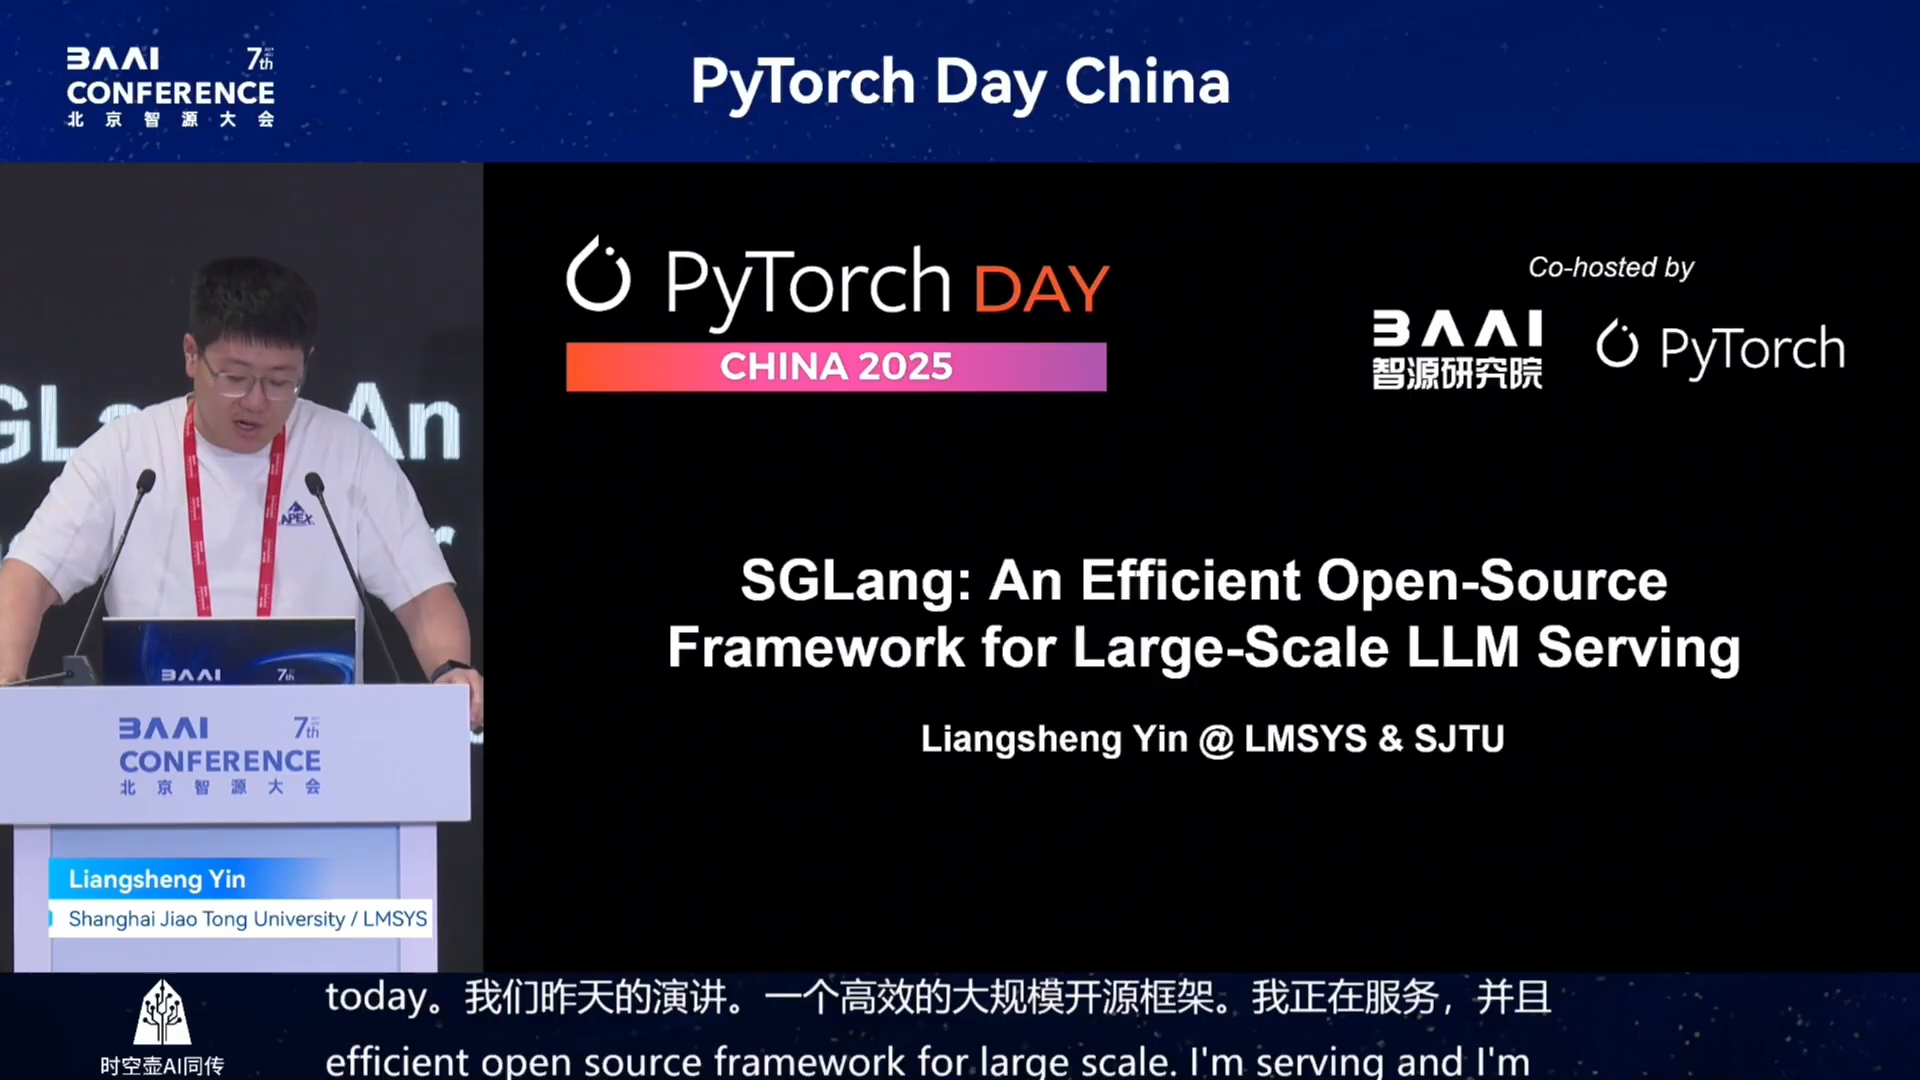 BAAI 7th
CONFERENCE
北京智源大会
PyTorch Day China
PyTorch DAY
CHINA 2025
Co-hosted by
BAAI
智源研究院
PyTorch
SGLang: An Efficient Open-Source
Framework for Large-Scale LLM Serving
Liangsheng Yin @ LMSYS & SJTU
An
APEX
BAAI 7th
BAAI 7th
CONFERENCE
北京智源大会
Liangsheng Yin
Shanghai Jiao Tong University / LMSYS
时空壶AI同传
today。我们昨天的演讲。一个高效的大规模开源框架。我正在服务，并且
efficient open source framework for large scale. I'm serving and I'm